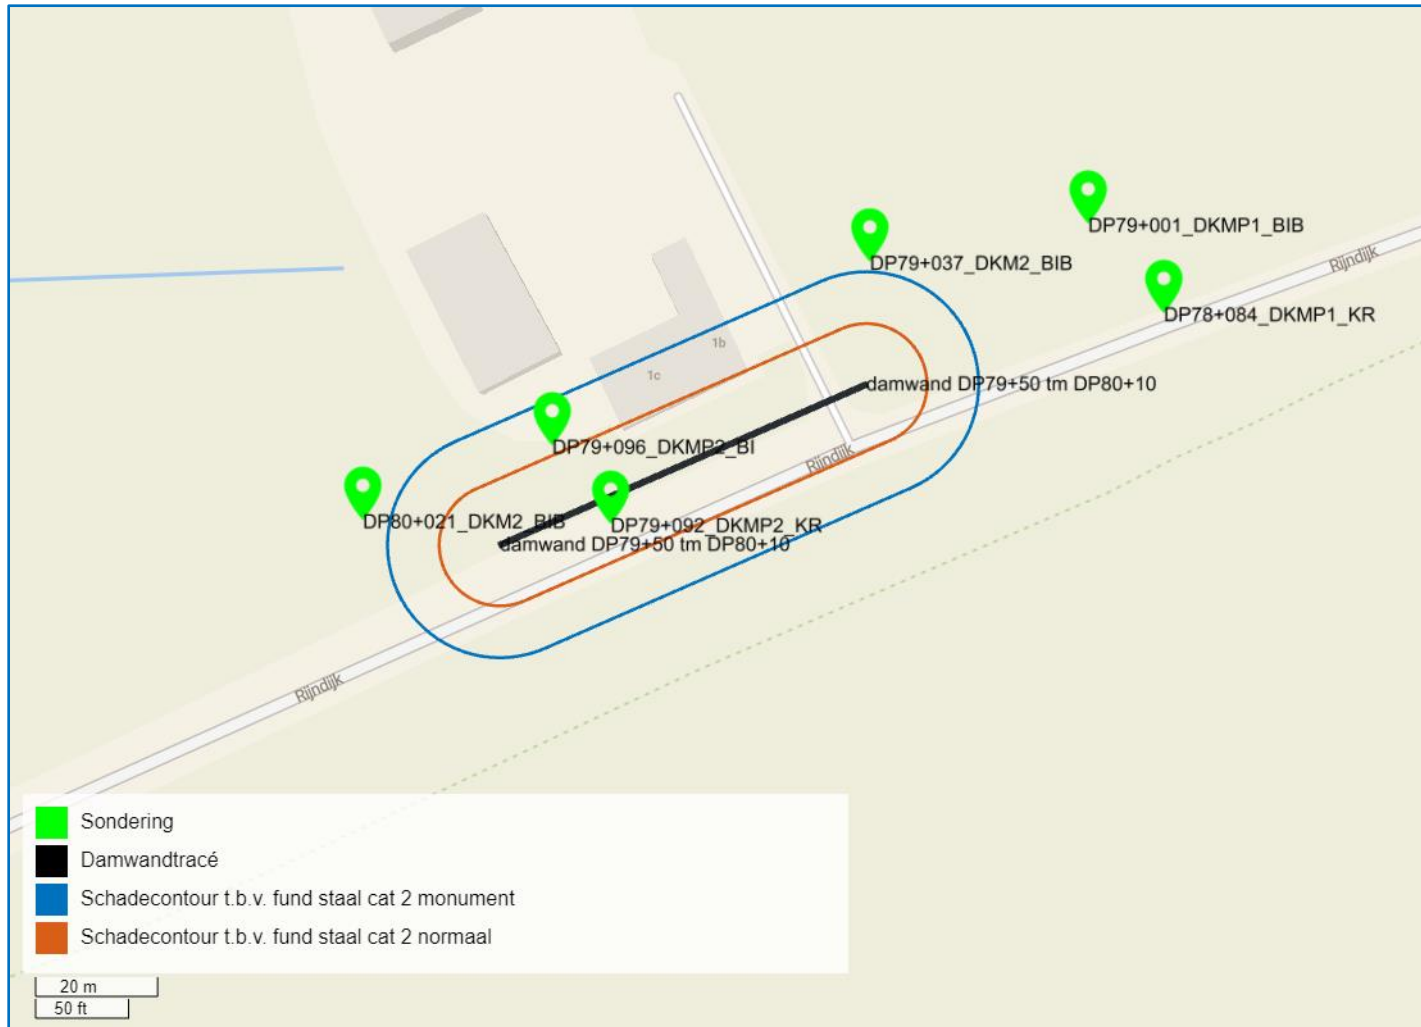 DP79+001_DKMP1_BIB
DP79+037_DKM2_BIB
Rijndijk
DP78+084_DKMP1_KR
1b
1c
damwand DP79+50 tm DP80+10
DP79+096_DKMP2_BI
Rijndijk
DP80+021_DKM2_BIB
DP79+092_DKMP2_KR
damwand DP79+50 tm DP80+10
Rijndijk
Sondering
Damwandtracé
Schadecontour t.b.v. fund staal cat 2 monument
Schadecontour t.b.v. fund staal cat 2 normaal
20 m
50 ft